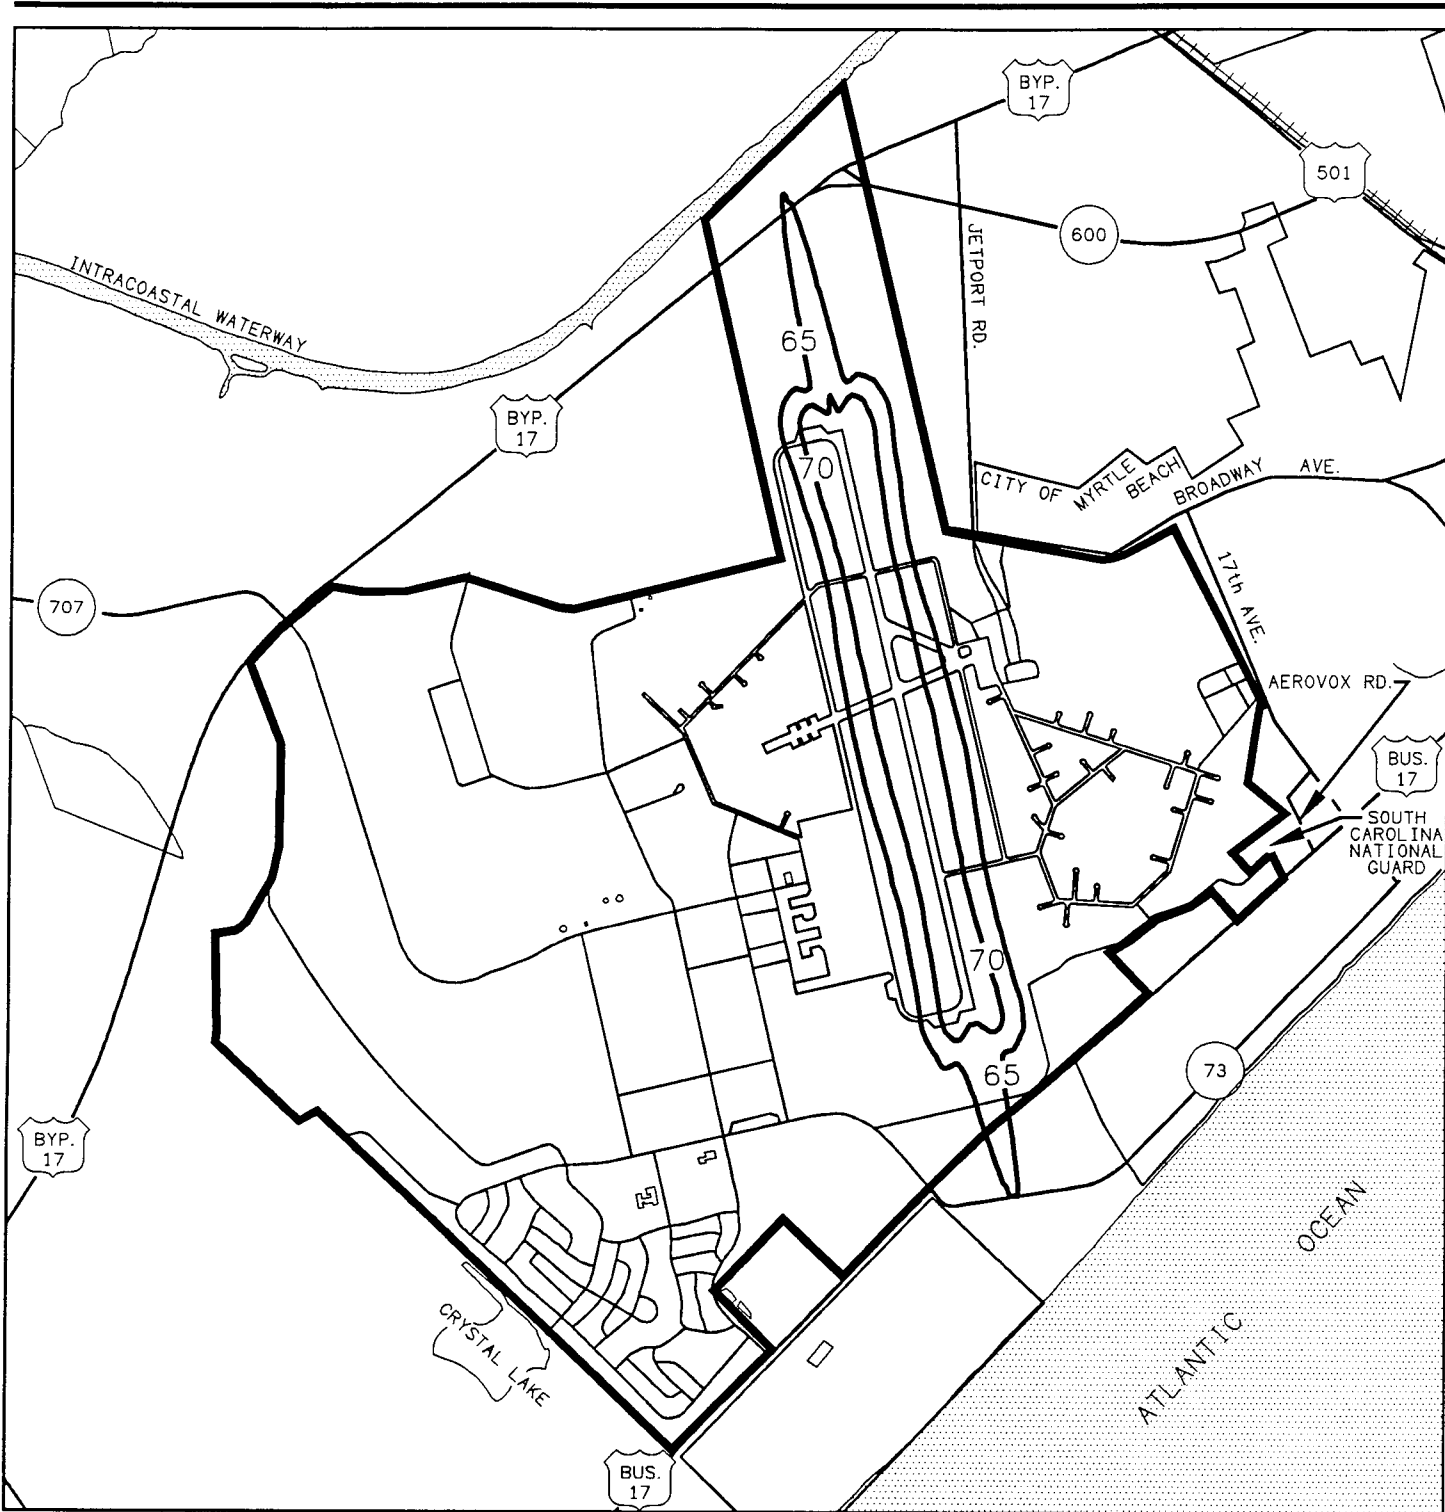 BYP.
17
501
600
JETPORT RD.
INTRACOASTAL WATERWAY
65
BYP.
17
70
CITY OF MYRTLE BEACH
BROADWAY AVE.
17th AVE.
707
AEROVOX RD.
BUS.
17
SOUTH
CAROLINA
NATIONAL
GUARD
70
65
73
BYP.
17
ATLANTIC OCEAN
CRYSTAL LAKE
BUS.
17